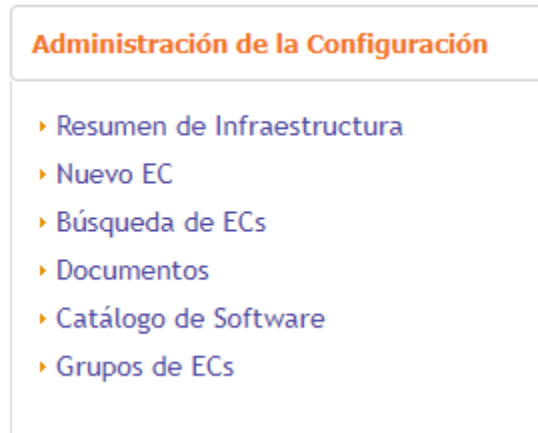 Administración de la Configuración
Resumen de Infraestructura
Nuevo EC
Búsqueda de ECs
Documentos
Catálogo de Software
Grupos de ECs